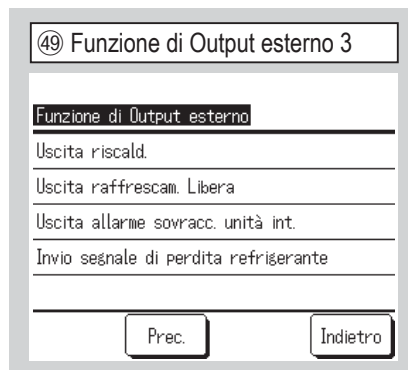 ㊾ Funzione di Output esterno 3
Funzione di Output esterno
Uscita riscald.
Uscita raffrescam. Libera
Uscita allarme sovracc. unità int.
Invio segnale di perdita refrigerante
Prec.
Indietro